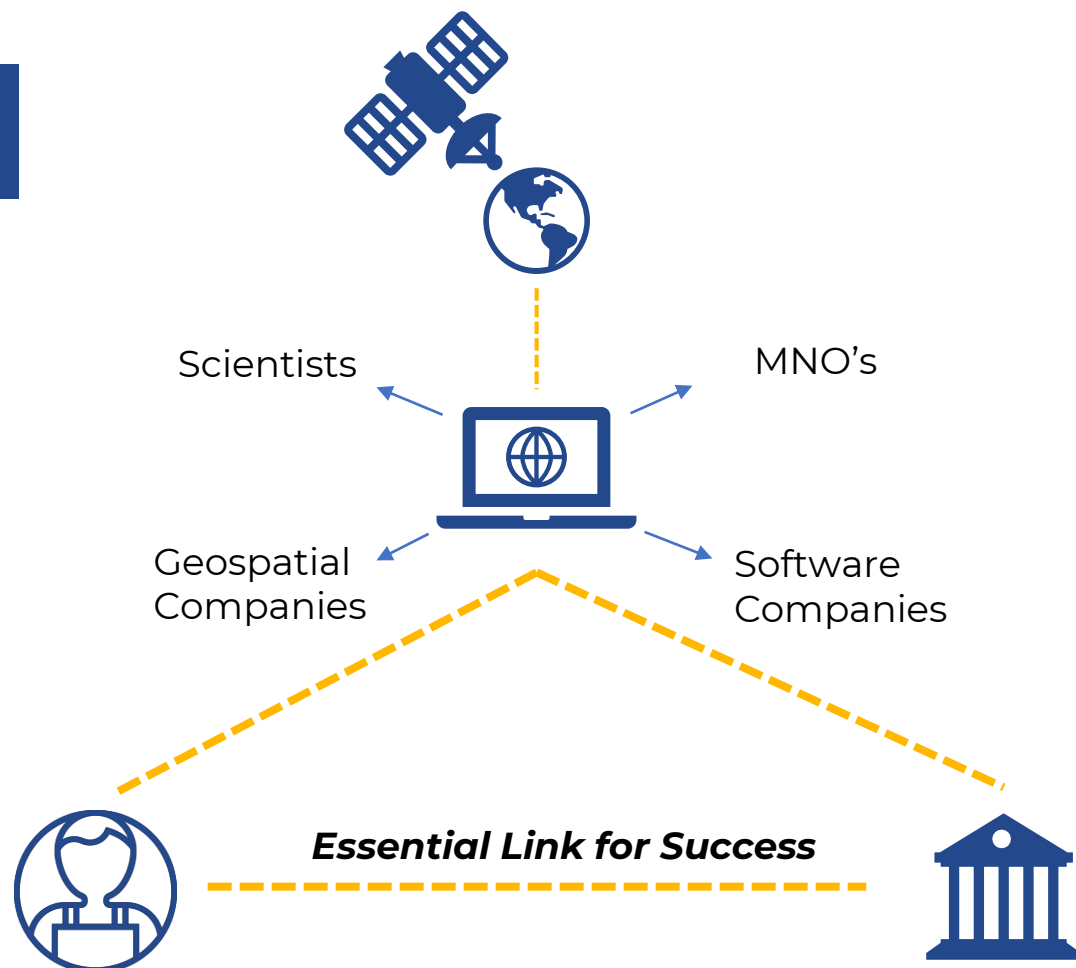 Scientists
MNO’s
Geospatial
Companies
Software
Companies
Essential Link for Success